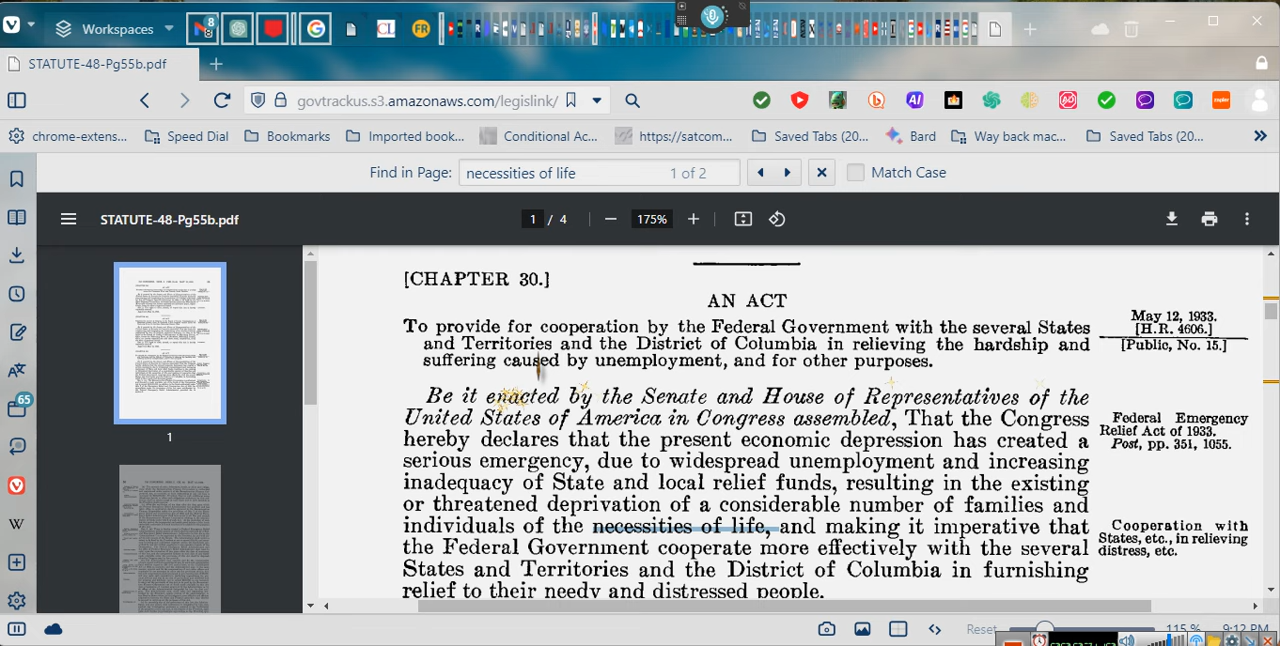 8
Workspaces
CL
FR
STATUTE-48-Pg55b.pdf
govtrackus.s3.amazonaws.com/legislink/
chrome-extens...
Speed Dial
Bookmarks
Imported book...
Conditional Ac...
https://satcom...
Saved Tabs (20...
Bard
Way back mac...
Saved Tabs (20...
Find in Page:
necessities of life
1 of 2
Match Case
STATUTE-48-Pg55b.pdf
1 / 4
175%
[CHAPTER 30.]
AN ACT
To provide for cooperation by the Federal Government with the several States
and Territories and the District of Columbia in relieving the hardship and
suffering caused by unemployment, and for other purposes.
May 12, 1933.
[H.R. 4606.]
[Public, No. 15.]
Be it enacted by the Senate and House of Representatives of the
United States of America in Congress assembled, That the Congress
hereby declares that the present economic depression has created a
serious emergency, due to widespread unemployment and increasing
inadequacy of State and local relief funds, resulting in the existing
or threatened deprivation of a considerable number of families and
individuals of the necessities of life, and making it imperative that
the Federal Government cooperate more effectively with the several
States and Territories and the District of Columbia in furnishing
relief to their needy and distressed people.
Federal Emergency
Relief Act of 1933.
Post, pp. 351, 1055.
Cooperation with
States, etc., in relieving
distress, etc.
1
65
W
Reset
115 %
9:12 PM